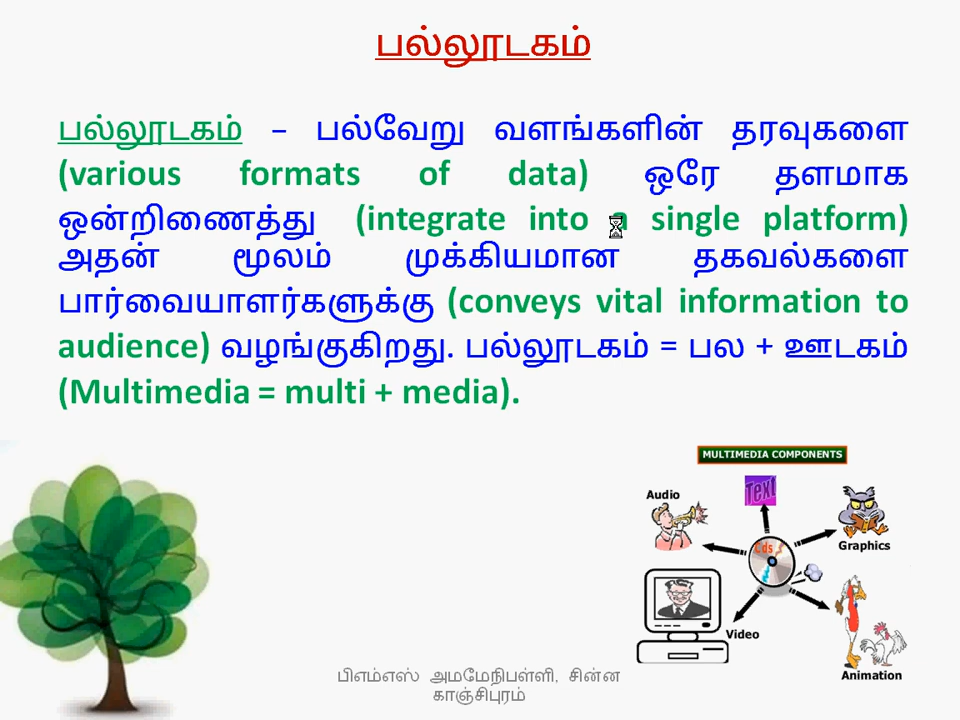 பல்லூடகம்
பல்லூடகம் – பல்வேறு வளங்களின் தரவுகளை
(various formats of data) ஒரே தளமாக
ஒன்றிணைத்து (integrate into a single platform)
அதன் மூலம் முக்கியமான தகவல்களை
பார்வையாளர்களுக்கு (conveys vital information to
audience) வழங்குகிறது. பல்லூடகம் = பல + ஊடகம்
(Multimedia = multi + media).
MULTIMEDIA COMPONENTS
Text
Audio
Cds
Graphics
Video
Animation
பிஎம்எஸ் அமமேநிபள்ளி, சின்ன
காஞ்சிபுரம்